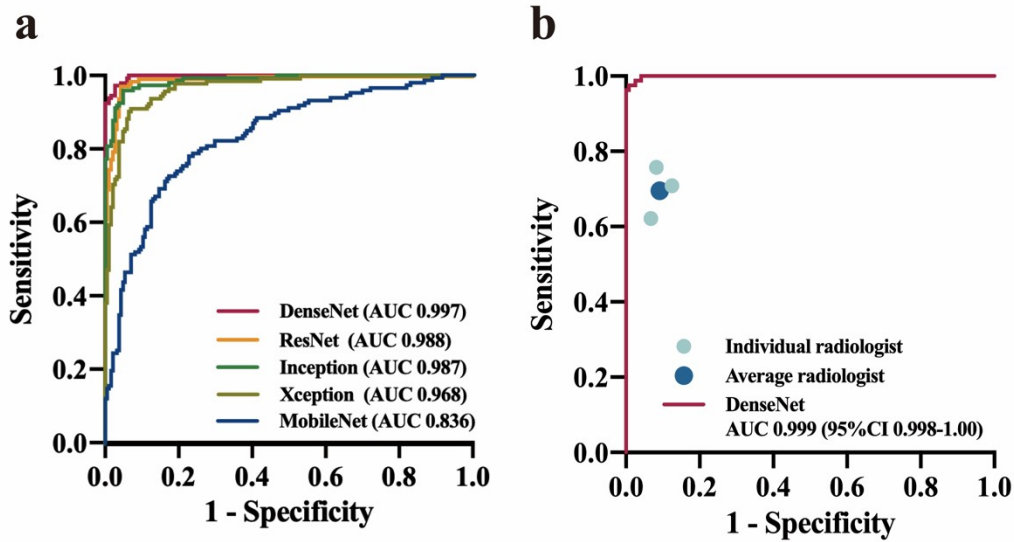 a
1.0
0.8
0.6
0.4
0.2
0.0
Sensitivity
DenseNet (AUC 0.997)
ResNet (AUC 0.988)
Inception (AUC 0.987)
Xception (AUC 0.968)
MobileNet (AUC 0.836)
0.0 0.2 0.4 0.6 0.8 1.0
1 - Specificity
b
1.0
0.8
0.6
0.4
0.2
0.0
Sensitivity
Individual radiologist
Average radiologist
DenseNet
AUC 0.999 (95%CI 0.998-1.00)
0.0 0.2 0.4 0.6 0.8 1.0
1 - Specificity